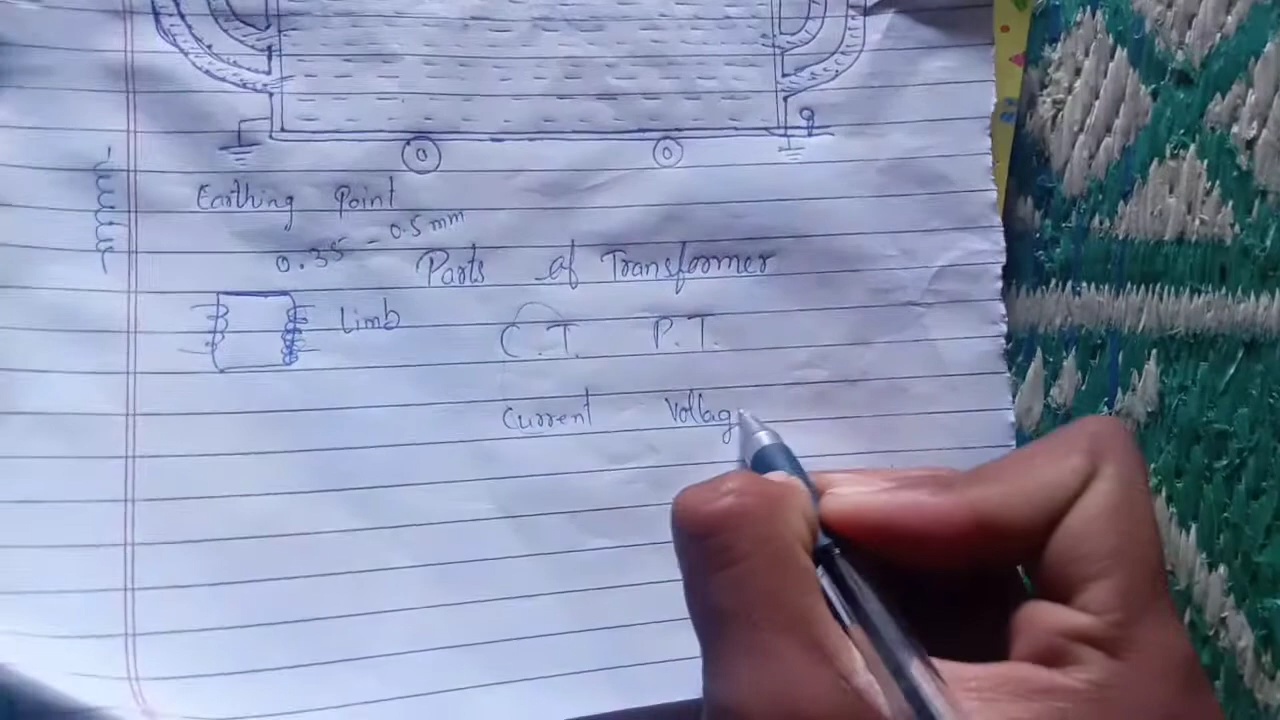 Earthing Point
0.35 - 0.5 mm
Parts of Transformer
Limb
C.T. P.T.
Current Voltag